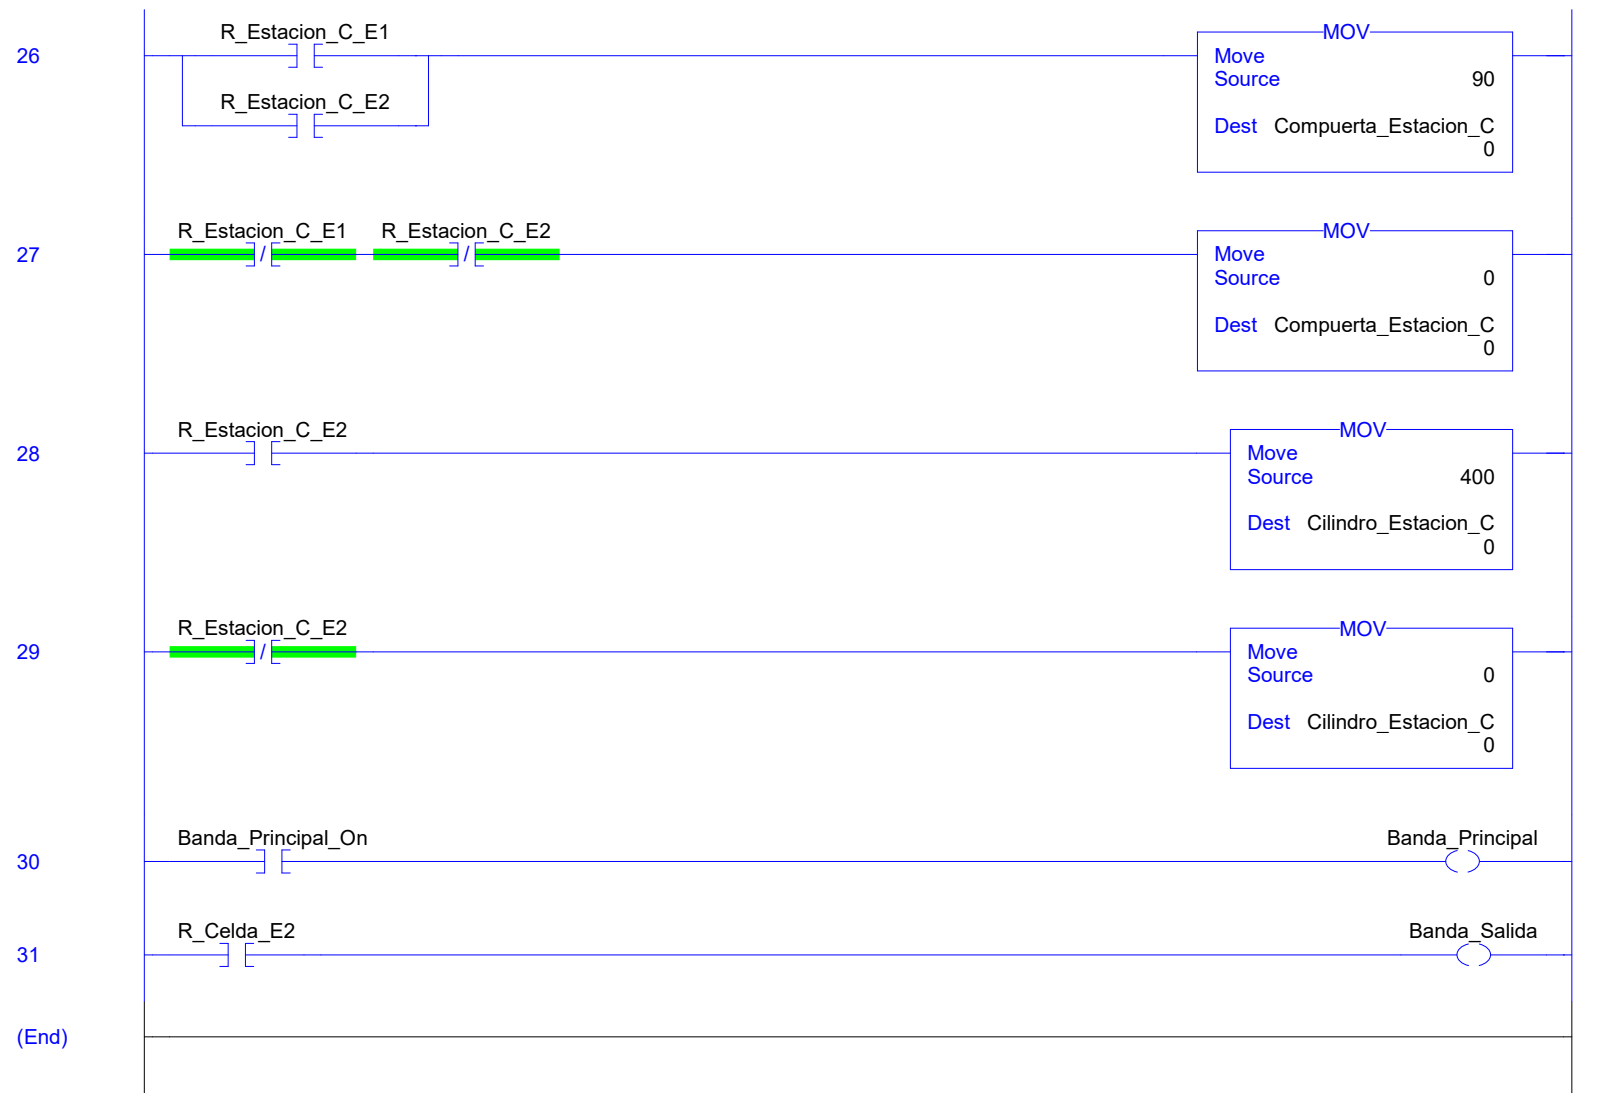 R_Estacion_C_E1
MOV
26
Move
Source 90
R_Estacion_C_E2
Dest Compuerta_Estacion_C
0
R_Estacion_C_E1 R_Estacion_C_E2
MOV
27
Move
Source 0
Dest Compuerta_Estacion_C
0
R_Estacion_C_E2
MOV
28
Move
Source 400
Dest Cilindro_Estacion_C
0
R_Estacion_C_E2
MOV
29
Move
Source 0
Dest Cilindro_Estacion_C
0
Banda_Principal_On Banda_Principal
30
R_Celda_E2 Banda_Salida
31
(End)